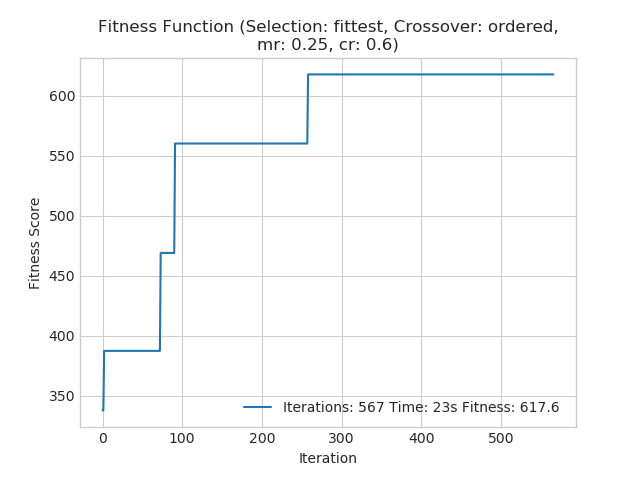 Fitness Function (Selection: fittest, Crossover: ordered,
mr: 0.25, cr: 0.6)
600
550
500
450
400
350
Fitness Score
Iterations: 567 Time: 23s Fitness: 617.6
0 100 200 300 400 500
Iteration